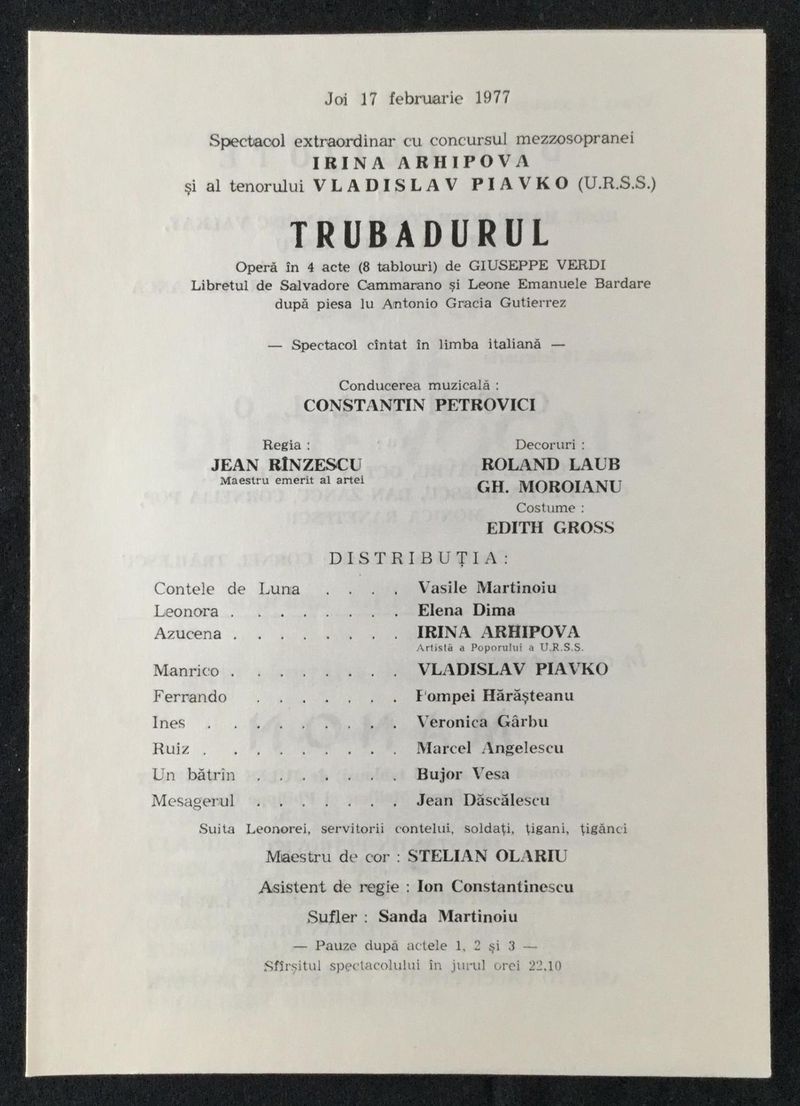 Joi 17 februarie 1977
Spectacol extraordinar cu concursul mezzosopranei
IRINA ARHIPOVA
și al tenorului VLADISLAV PIAVKO (U.R.S.S.)
TRUBADURUL
Operă în 4 acte (8 tablouri) de GIUSEPPE VERDI
Libretul de Salvadore Cammarano și Leone Emanuele Bardare
după piesa lu Antonio Gracia Gutierrez
— Spectacol cîntat în limba italiană —
Conducerea muzicală :
CONSTANTIN PETROVICI
Regia :
JEAN RÎNZESCU
Maestru emerit al artei
Decoruri :
ROLAND LAUB
GH. MOROIANU
Costume :
EDITH GROSS
DISTRIBUȚIA:
Contele de Luna . . . . Vasile Martinoiu
Leonora . . . . . . . . Elena Dima
Azucena . . . . . . . . IRINA ARHIPOVA
Artistă a Poporului a U.R.S.S.
Manrico . . . . . . . . VLADISLAV PIAVKO
Ferrando . . . . . . . Pompei Hărășteanu
Ines . . . . . . . . . Veronica Gârbu
Ruiz . . . . . . . . . Marcel Angelescu
Un bătrîn . . . . . . . Bujor Vesa
Mesagerul . . . . . . . Jean Dăscălescu
Suita Leonorei, servitorii contelui, soldați, țigani, țigănci
Maestru de cor : STELIAN OLARIU
Asistent de regie : Ion Constantinescu
Sufler : Sanda Martinoiu
— Pauze după actele 1, 2 și 3 —
Sfîrșitul spectacolului în jurul orei 22,10